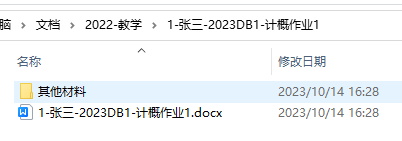 脑 › 文档 › 2022-教学 › 1-张三-2023DB1-计概作业1
名称 修改日期
其他材料 2023/10/14 16:28
1-张三-2023DB1-计概作业1.docx 2023/10/14 16:28